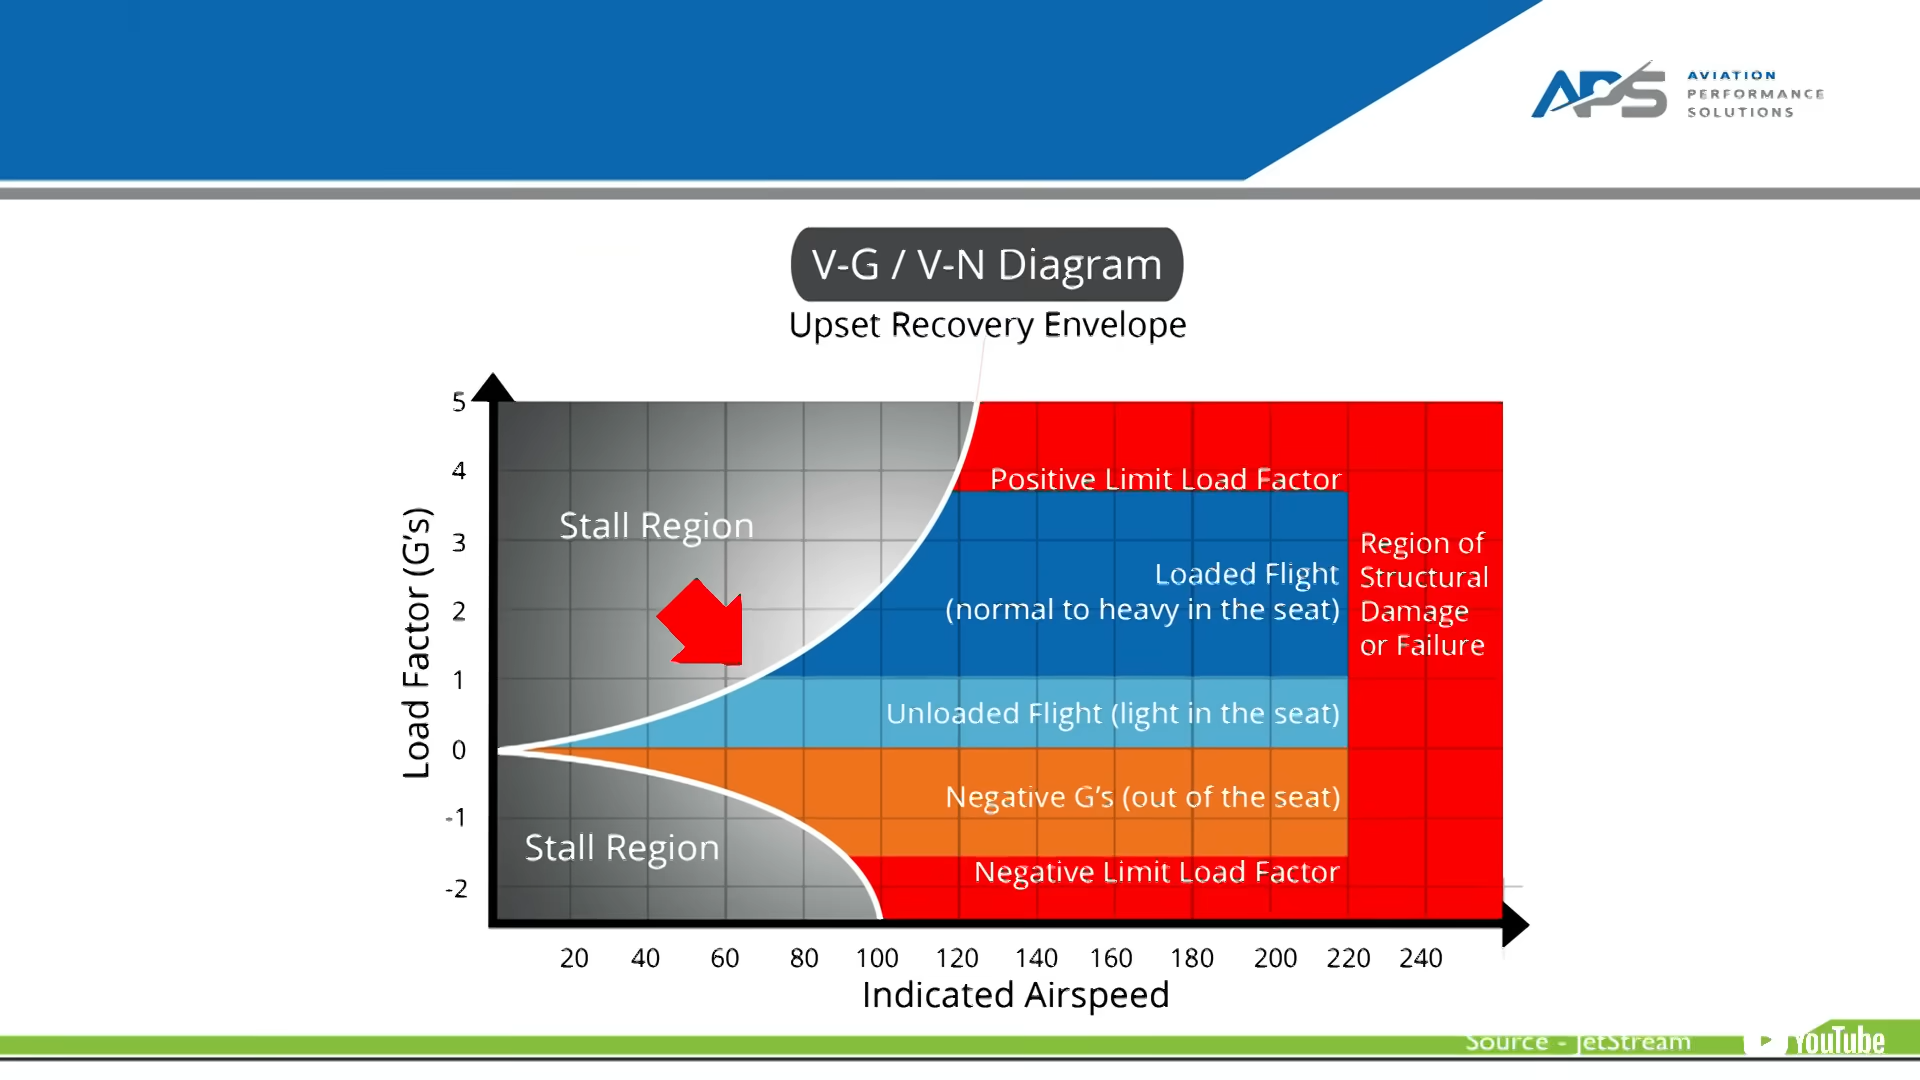 APS
AVIATION
PERFORMANCE
SOLUTIONS
V-G / V-N Diagram
Upset Recovery Envelope
5
4
3
2
1
0
-1
-2
Load Factor (G's)
Stall Region
Stall Region
Positive Limit Load Factor
Loaded Flight
(normal to heavy in the seat)
Unloaded Flight (light in the seat)
Negative G's (out of the seat)
Negative Limit Load Factor
Region of
Structural
Damage
or Failure
20 40 60 80 100 120 140 160 180 200 220 240
Indicated Airspeed
Source - JetStream
YouTube